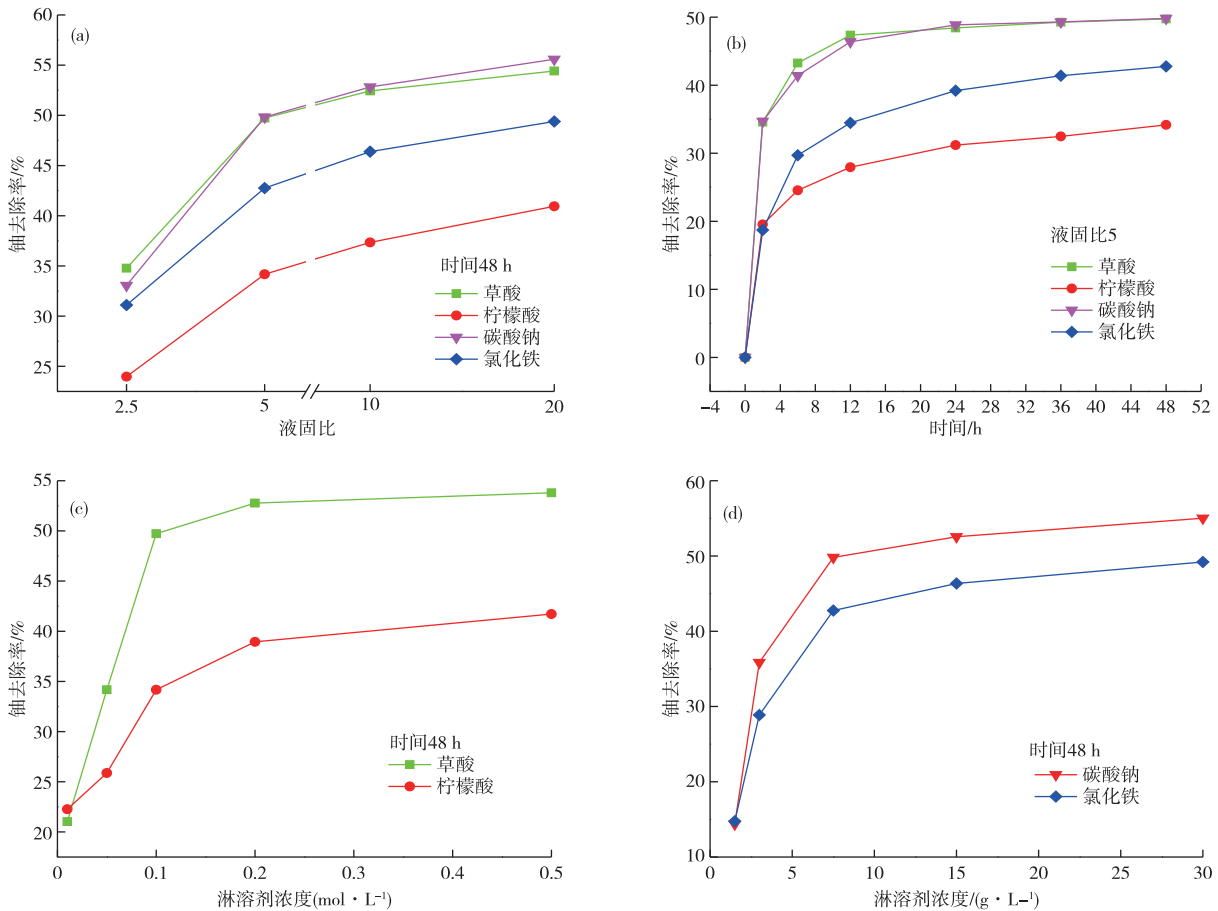 (a)
60
55
50
45
40
35
30
25
铀去除率/%
时间48 h
草酸
柠檬酸
碳酸钠
氯化铁
2.5
5
10
20
液固比
(b)
50
40
30
20
10
0
铀去除率/%
液固比5
草酸
柠檬酸
碳酸钠
氯化铁
−4 0 4 8 12 16 20 24 28 32 36 40 44 48 52
时间/h
(c)
55
50
45
40
35
30
25
20
铀去除率/%
时间48 h
草酸
柠檬酸
0 0.1 0.2 0.3 0.4 0.5
淋溶剂浓度(mol·L⁻¹)
(d)
60
50
40
30
20
10
铀去除率/%
时间48 h
碳酸钠
氯化铁
0 5 10 15 20 25 30
淋溶剂浓度/(g·L⁻¹)